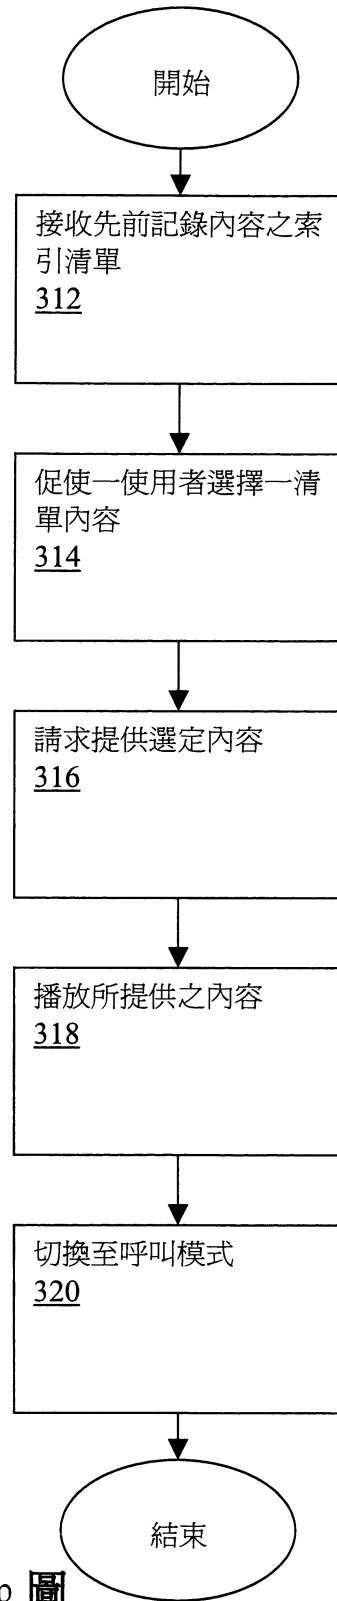 開始
接收先前記錄內容之索
引清單
312
促使一使用者選擇一清
單內容
314
請求提供選定內容
316
播放所提供之內容
318
切換至呼叫模式
320
結束
圖